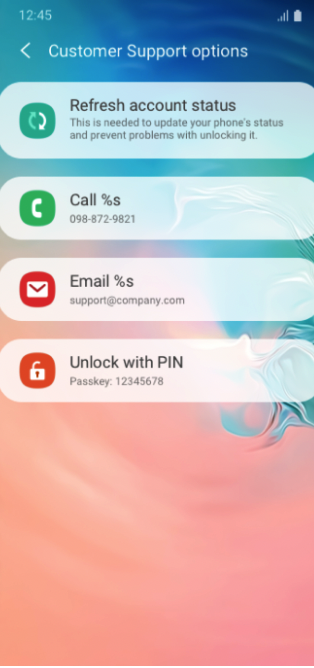 12:45
Customer Support options
Refresh account status
This is needed to update your phone's status
and prevent problems with unlocking it.
Call %s
098-872-9821
Email %s
support@company.com
Unlock with PIN
Passkey: 12345678